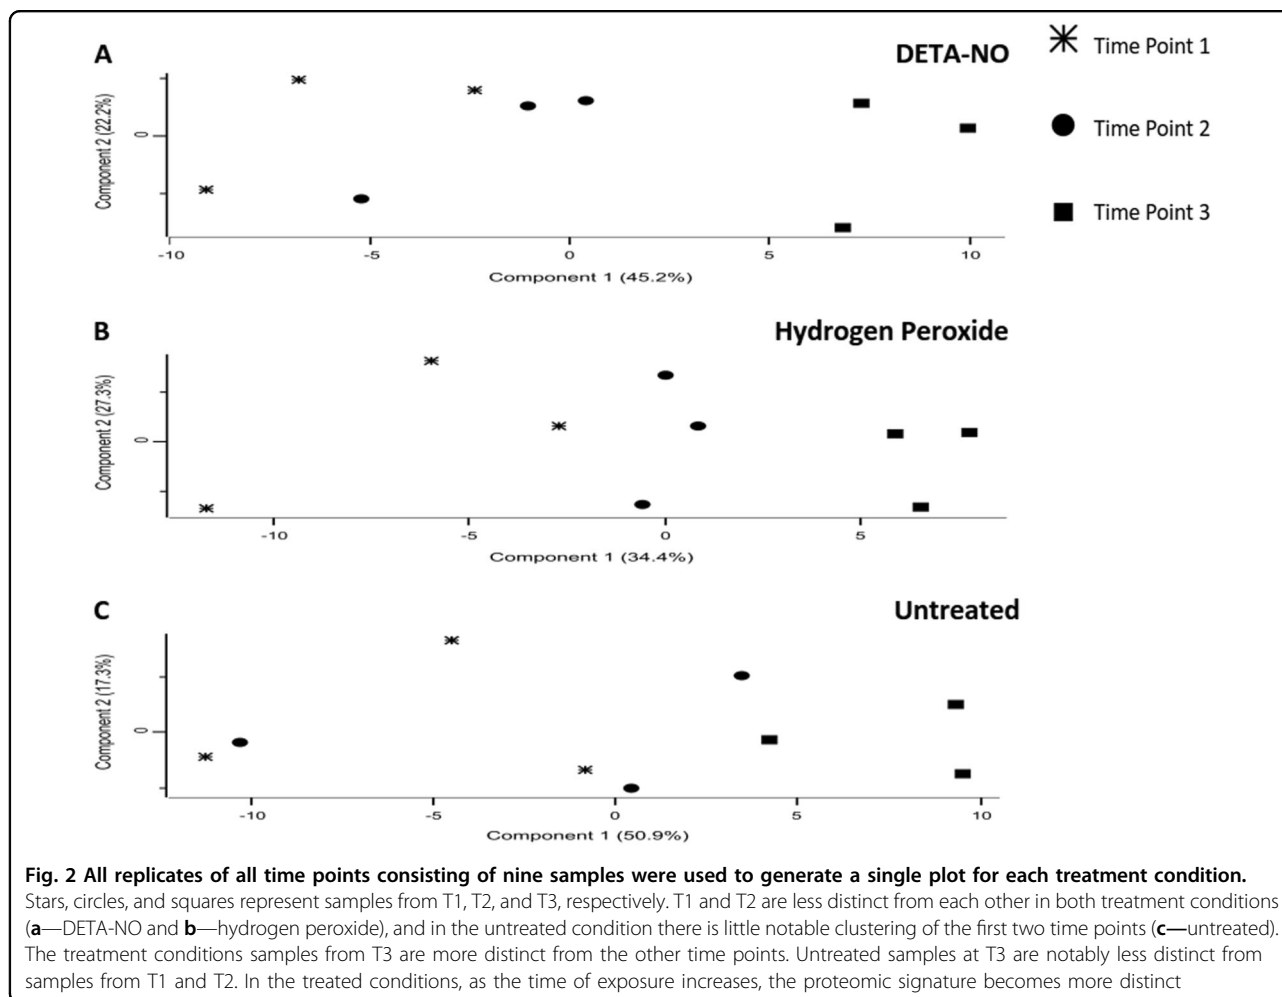 A
DETA-NO
Time Point 1
Time Point 2
Time Point 3
Component 2 (22.2%)
0
-10 -5 0 5 10
Component 1 (45.2%)
B
Hydrogen Peroxide
Component 2 (27.3%)
0
-10 -5 0 5
Component 1 (34.4%)
C
Untreated
Component 2 (17.3%)
0
-10 -5 0 5 10
Component 1 (50.9%)
Fig. 2 All replicates of all time points consisting of nine samples were used to generate a single plot for each treatment condition.
Stars, circles, and squares represent samples from T1, T2, and T3, respectively. T1 and T2 are less distinct from each other in both treatment conditions
(a—DETA-NO and b—hydrogen peroxide), and in the untreated condition there is little notable clustering of the first two time points (c—untreated).
The treatment conditions samples from T3 are more distinct from the other time points. Untreated samples at T3 are notably less distinct from
samples from T1 and T2. In the treated conditions, as the time of exposure increases, the proteomic signature becomes more distinct